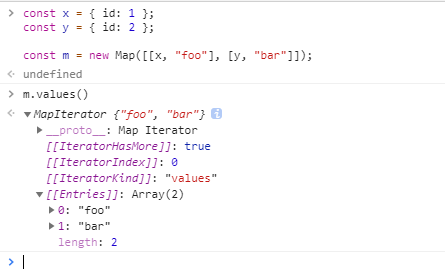 > const x = { id: 1 };
const y = { id: 2 };
const m = new Map([[x, "foo"], [y, "bar"]]);
<· undefined
> m.values()
<· ▼ MapIterator {"foo", "bar"} i
▶ __proto__: Map Iterator
[[IteratorHasMore]]: true
[[IteratorIndex]]: 0
[[IteratorKind]]: "values"
▼ [[Entries]]: Array(2)
▶ 0: "foo"
▶ 1: "bar"
length: 2
>